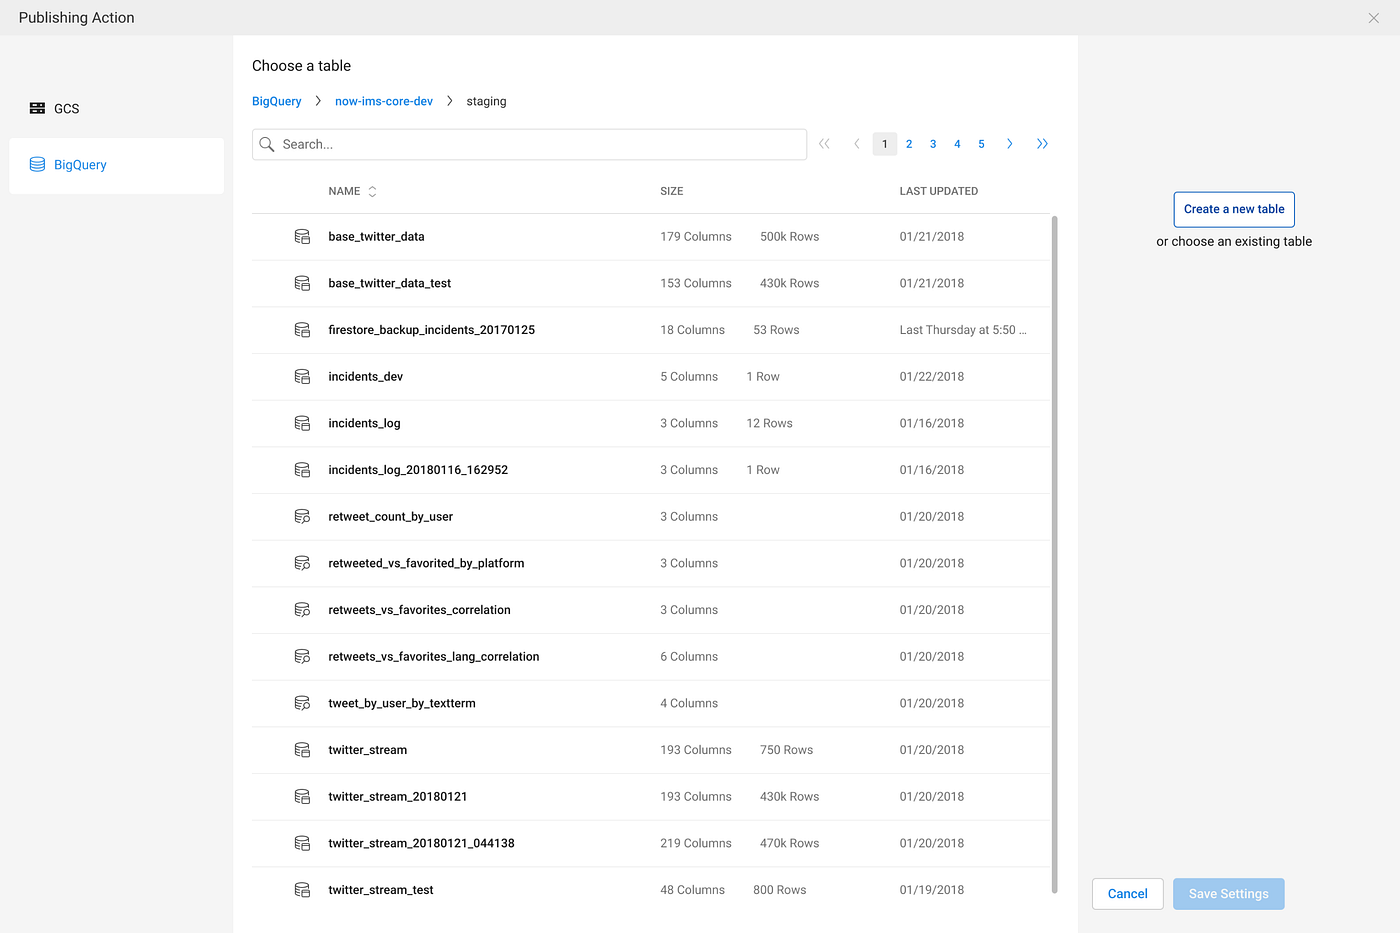 Publishing Action
GCS
BigQuery
Choose a table
BigQuery > now-ims-core-dev > staging
Search...
1 2 3 4 5
NAME SIZE LAST UPDATED
base_twitter_data 179 Columns 500k Rows 01/21/2018
base_twitter_data_test 153 Columns 430k Rows 01/21/2018
firestore_backup_incidents_20170125 18 Columns 53 Rows Last Thursday at 5:50 ...
incidents_dev 5 Columns 1 Row 01/22/2018
incidents_log 3 Columns 12 Rows 01/16/2018
incidents_log_20180116_162952 3 Columns 1 Row 01/16/2018
retweet_count_by_user 3 Columns 01/20/2018
retweeted_vs_favorited_by_platform 3 Columns 01/20/2018
retweets_vs_favorites_correlation 3 Columns 01/20/2018
retweets_vs_favorites_lang_correlation 6 Columns 01/20/2018
tweet_by_user_by_textterm 4 Columns 01/20/2018
twitter_stream 193 Columns 750 Rows 01/20/2018
twitter_stream_20180121 193 Columns 430k Rows 01/20/2018
twitter_stream_20180121_044138 219 Columns 470k Rows 01/20/2018
twitter_stream_test 48 Columns 800 Rows 01/19/2018
Create a new table
or choose an existing table
Cancel Save Settings